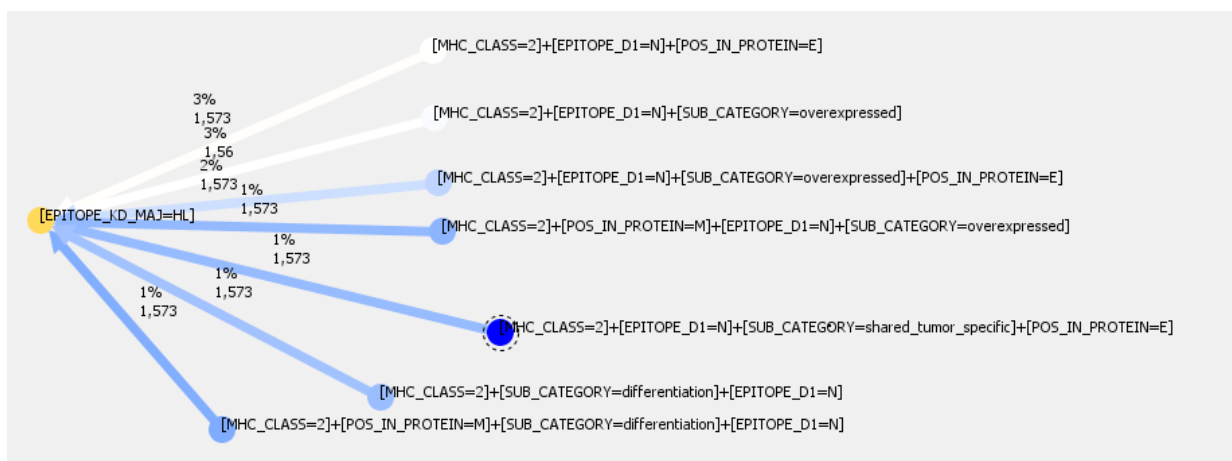 [MHC_CLASS=2]+[EPITOPE_D1=N]+[POS_IN_PROTEIN=E]
3%
1,573
[MHC_CLASS=2]+[EPITOPE_D1=N]+[SUB_CATEGORY=overexpressed]
3%
1,56
2%
1,573
[MHC_CLASS=2]+[EPITOPE_D1=N]+[SUB_CATEGORY=overexpressed]+[POS_IN_PROTEIN=E]
1%
1,573
[EPITOPE_KD_MAJ=HL]
[MHC_CLASS=2]+[POS_IN_PROTEIN=M]+[EPITOPE_D1=N]+[SUB_CATEGORY=overexpressed]
1%
1,573
1%
1,573
1%
1,573
[MHC_CLASS=2]+[EPITOPE_D1=N]+[SUB_CATEGORY=shared_tumor_specific]+[POS_IN_PROTEIN=E]
[MHC_CLASS=2]+[SUB_CATEGORY=differentiation]+[EPITOPE_D1=N]
[MHC_CLASS=2]+[POS_IN_PROTEIN=M]+[SUB_CATEGORY=differentiation]+[EPITOPE_D1=N]